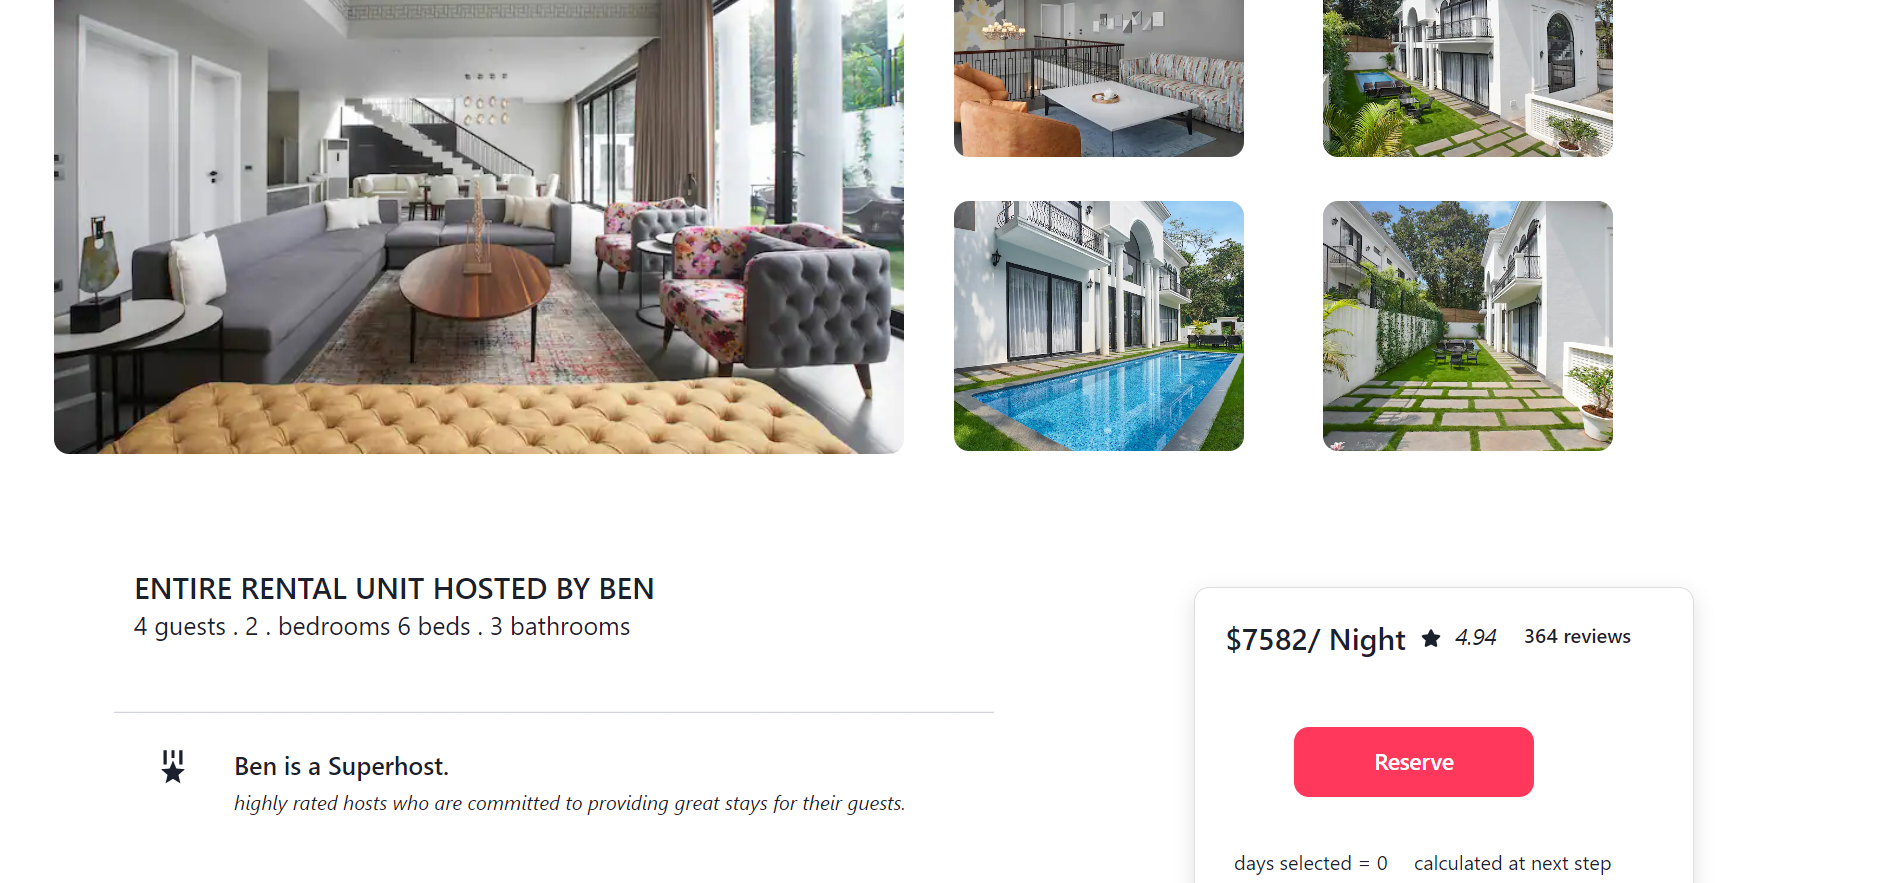 ENTIRE RENTAL UNIT HOSTED BY BEN
4 guests . 2 . bedrooms 6 beds . 3 bathrooms
Ben is a Superhost.
highly rated hosts who are committed to providing great stays for their guests.
$7582/ Night 4.94 364 reviews
Reserve
days selected = 0 calculated at next step